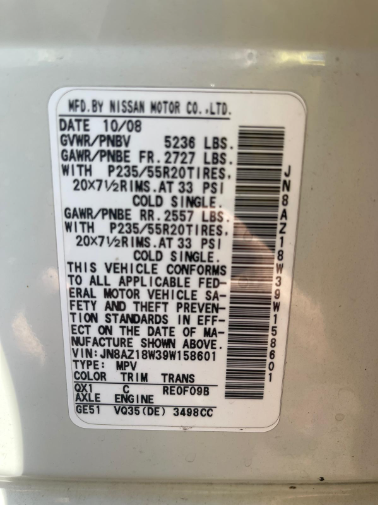 MFD.BY NISSAN MOTOR CO.,LTD.
DATE 10/08
GVWR/PNBV 5236 LBS.
GAWR/PNBE FR. 2727 LBS.
WITH P235/55R20TIRES,
20×7½RIMS.AT 33 PSI
COLD SINGLE.
GAWR/PNBE RR. 2557 LBS.
WITH P235/55R20TIRES,
20×7½RIMS.AT 33 PSI
COLD SINGLE.
THIS VEHICLE CONFORMS
TO ALL APPLICABLE FED-
ERAL MOTOR VEHICLE SA-
FETY AND THEFT PREVEN-
TION STANDARDS IN EFF-
ECT ON THE DATE OF MA-
NUFACTURE SHOWN ABOVE.
VIN:JN8AZ18W39W158601
TYPE: MPV
COLOR TRIM TRANS
QX1 C RE0F09B
AXLE ENGINE
GE51 VQ35(DE) 3498CC
JN8AZ18W39W158601